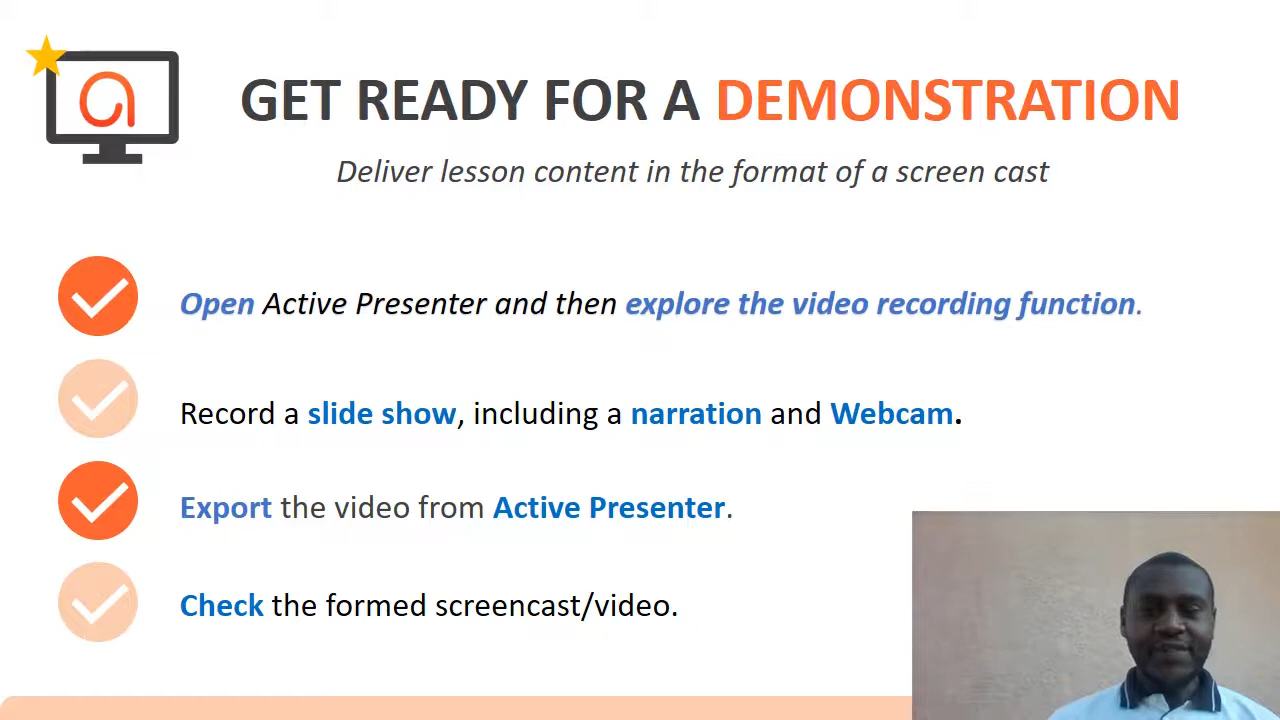 GET READY FOR A DEMONSTRATION
Deliver lesson content in the format of a screen cast
Open Active Presenter and then explore the video recording function.
Record a slide show, including a narration and Webcam.
Export the video from Active Presenter.
Check the formed screencast/video.